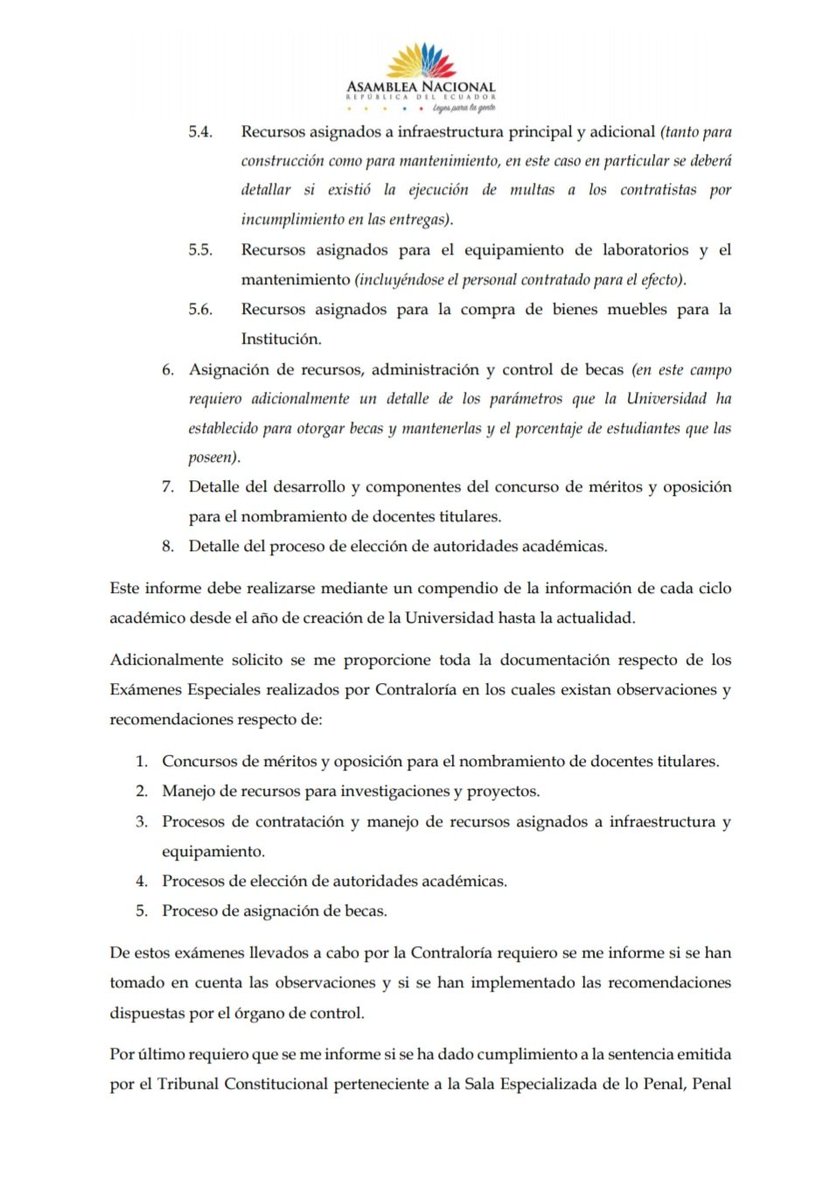 ASAMBLEA NACIONAL
REPÚBLICA DEL ECUADOR
Leyes para la gente
5.4. Recursos asignados a infraestructura principal y adicional (tanto para
construcción como para mantenimiento, en este caso en particular se deberá
detallar si existió la ejecución de multas a los contratistas por
incumplimiento en las entregas).
5.5. Recursos asignados para el equipamiento de laboratorios y el
mantenimiento (incluyéndose el personal contratado para el efecto).
5.6. Recursos asignados para la compra de bienes muebles para la
Institución.
6. Asignación de recursos, administración y control de becas (en este campo
requiero adicionalmente un detalle de los parámetros que la Universidad ha
establecido para otorgar becas y mantenerlas y el porcentaje de estudiantes que las
poseen).
7. Detalle del desarrollo y componentes del concurso de méritos y oposición
para el nombramiento de docentes titulares.
8. Detalle del proceso de elección de autoridades académicas.
Este informe debe realizarse mediante un compendio de la información de cada ciclo
académico desde el año de creación de la Universidad hasta la actualidad.
Adicionalmente solicito se me proporcione toda la documentación respecto de los
Exámenes Especiales realizados por Contraloría en los cuales existan observaciones y
recomendaciones respecto de:
1. Concursos de méritos y oposición para el nombramiento de docentes titulares.
2. Manejo de recursos para investigaciones y proyectos.
3. Procesos de contratación y manejo de recursos asignados a infraestructura y
equipamiento.
4. Procesos de elección de autoridades académicas.
5. Proceso de asignación de becas.
De estos exámenes llevados a cabo por la Contraloría requiero se me informe si se han
tomado en cuenta las observaciones y si se han implementado las recomendaciones
dispuestas por el órgano de control.
Por último requiero que se me informe si se ha dado cumplimiento a la sentencia emitida
por el Tribunal Constitucional perteneciente a la Sala Especializada de lo Penal, Penal